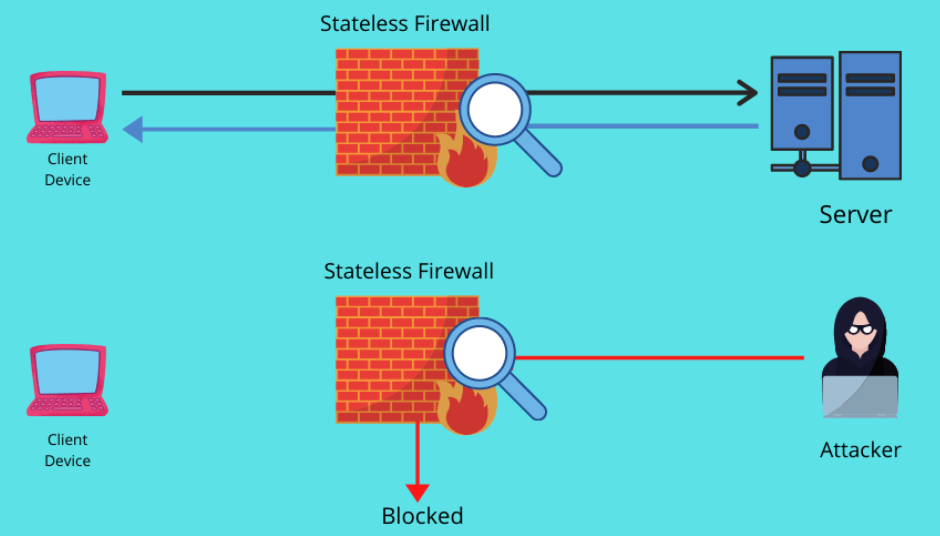 Stateless Firewall
Client
Device
Server
Stateless Firewall
Client
Device
Attacker
Blocked